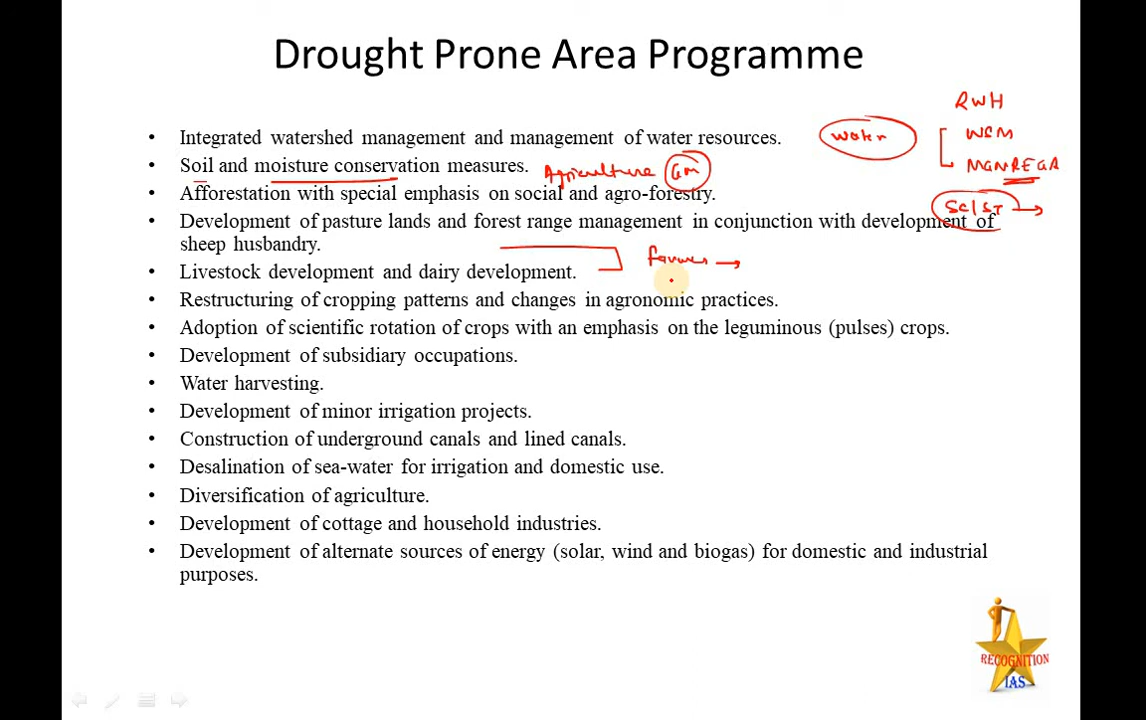 Drought Prone Area Programme
RWH
• Integrated watershed management and management of water resources.
Water
WCM
• Soil and moisture conservation measures.
Agriculture
GM
MGNREGA
• Afforestation with special emphasis on social and agro-forestry.
SC/ST →
• Development of pasture lands and forest range management in conjunction with development of
sheep husbandry.
farmer →
• Livestock development and dairy development.
• Restructuring of cropping patterns and changes in agronomic practices.
• Adoption of scientific rotation of crops with an emphasis on the leguminous (pulses) crops.
• Development of subsidiary occupations.
• Water harvesting.
• Development of minor irrigation projects.
• Construction of underground canals and lined canals.
• Desalination of sea-water for irrigation and domestic use.
• Diversification of agriculture.
• Development of cottage and household industries.
• Development of alternate sources of energy (solar, wind and biogas) for domestic and industrial
purposes.
RECOGNITION
IAS